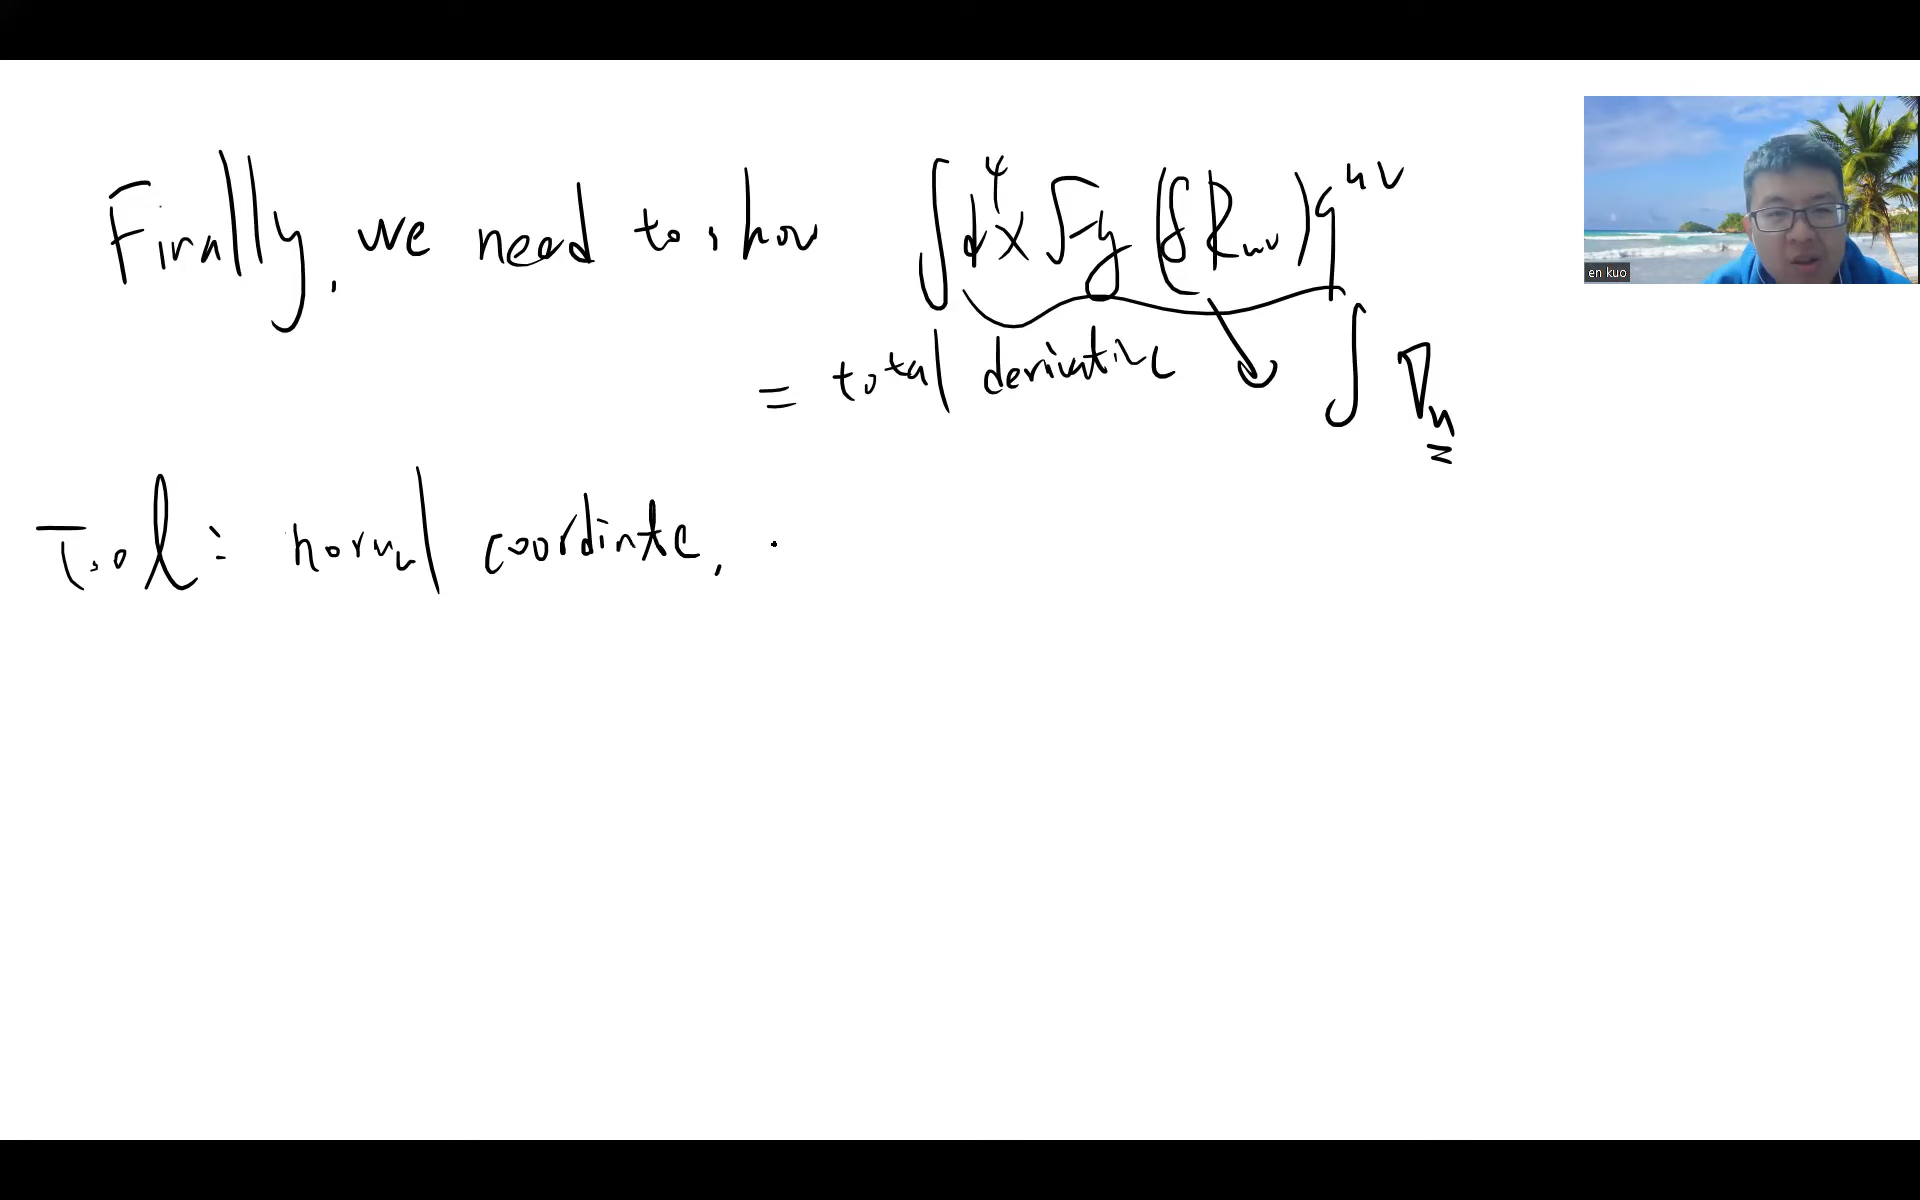 Finally, we need to show ∫d⁴x √-g (δR_μν) g^μν
= total derivative ∫ ∇_μ
Tool: normal coordinate,
en kuo